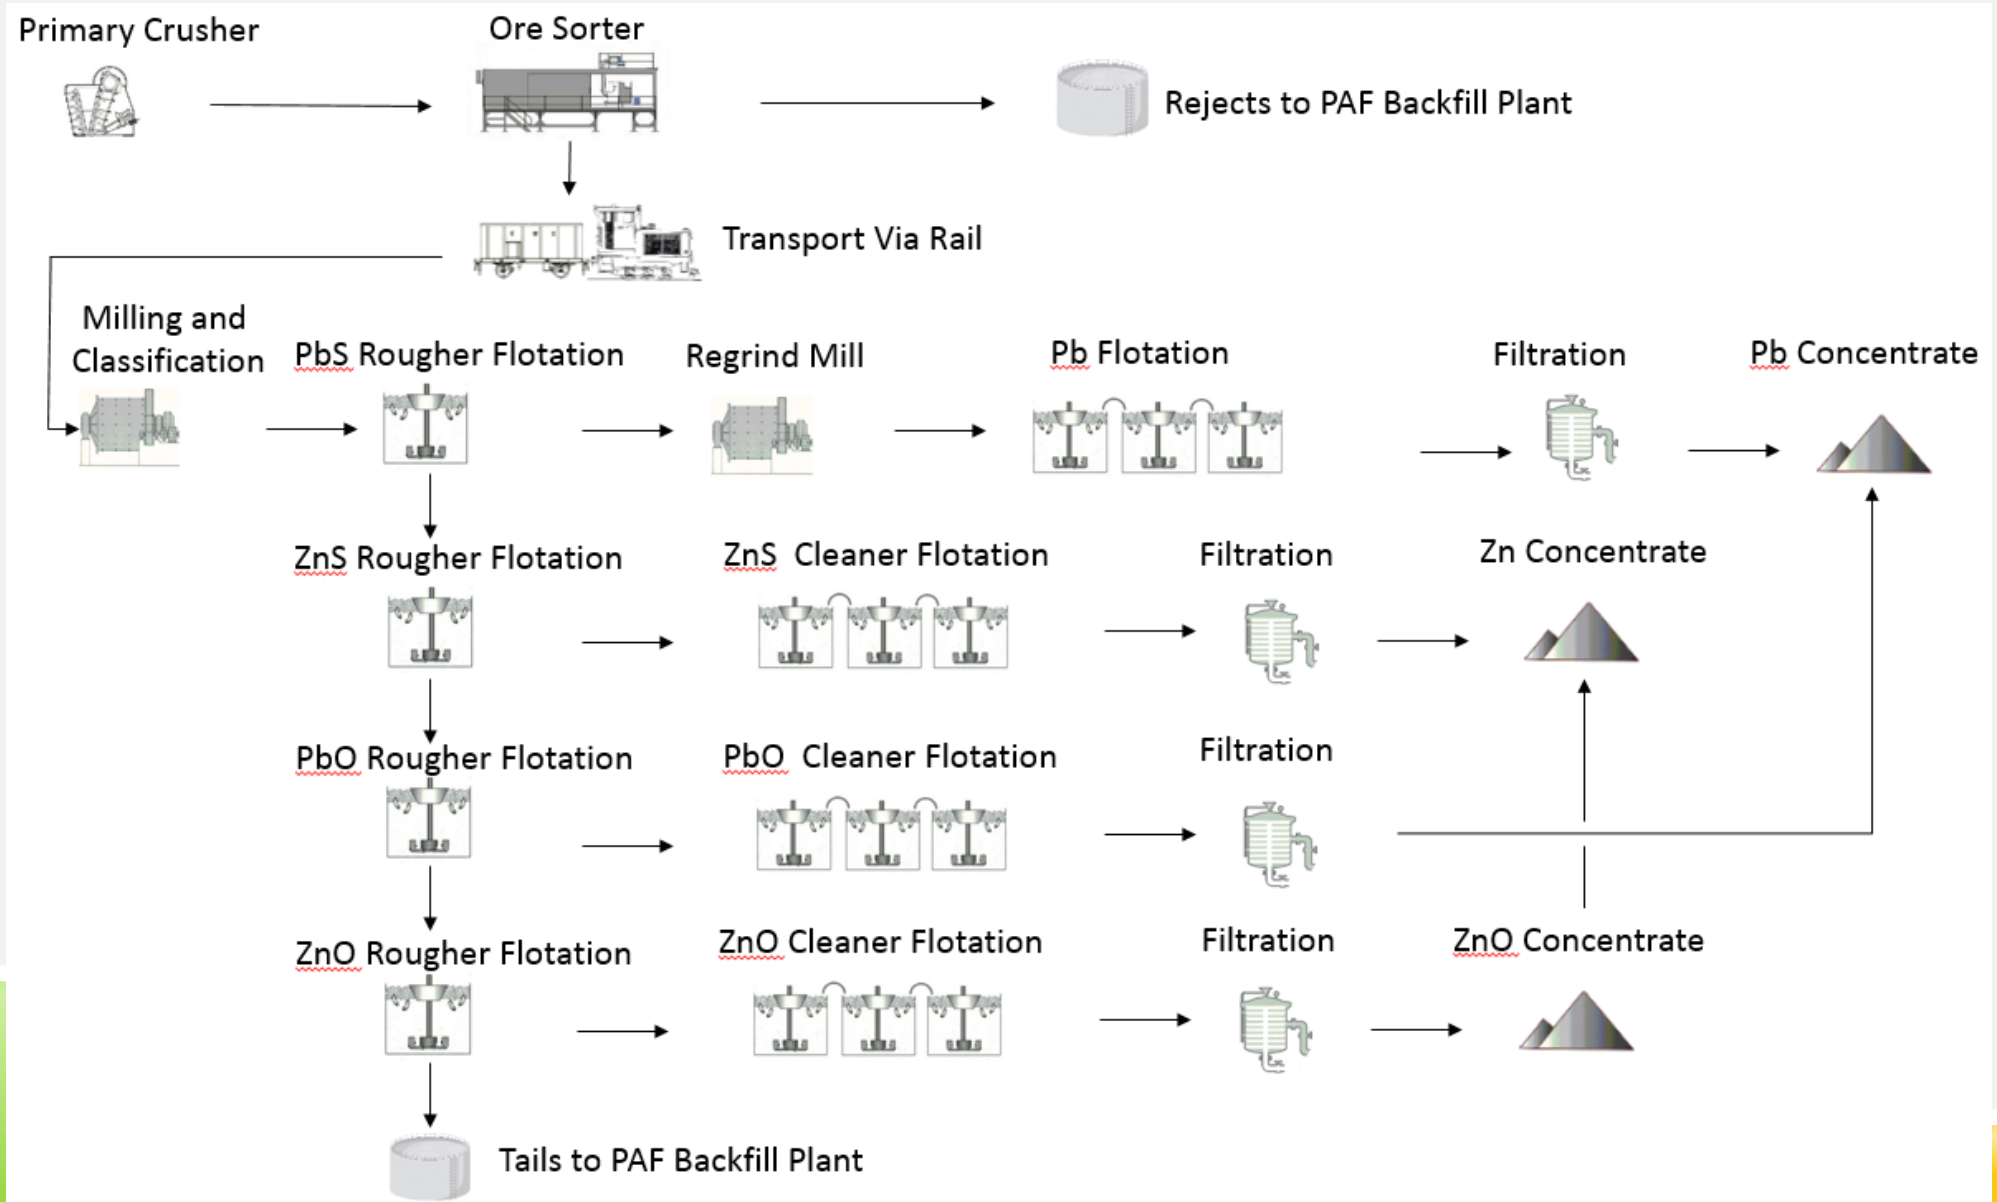 Primary Crusher
Ore Sorter
Rejects to PAF Backfill Plant
Transport Via Rail
Milling and
Classification
PbS Rougher Flotation
Regrind Mill
Pb Flotation
Filtration
Pb Concentrate
ZnS Rougher Flotation
ZnS Cleaner Flotation
Filtration
Zn Concentrate
PbO Rougher Flotation
PbO Cleaner Flotation
Filtration
ZnO Rougher Flotation
ZnO Cleaner Flotation
Filtration
ZnO Concentrate
Tails to PAF Backfill Plant